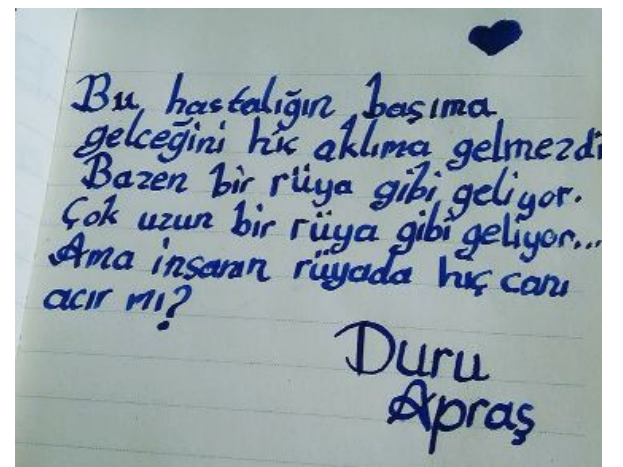 Bu hastalığın başıma
gelceğini hiç aklıma gelmezdi
Bazen bir rüya gibi geliyor.
Çok uzun bir rüya gibi geliyor...
Ama insanın rüyada hiç canı
acır mı?
Duru
Apraş